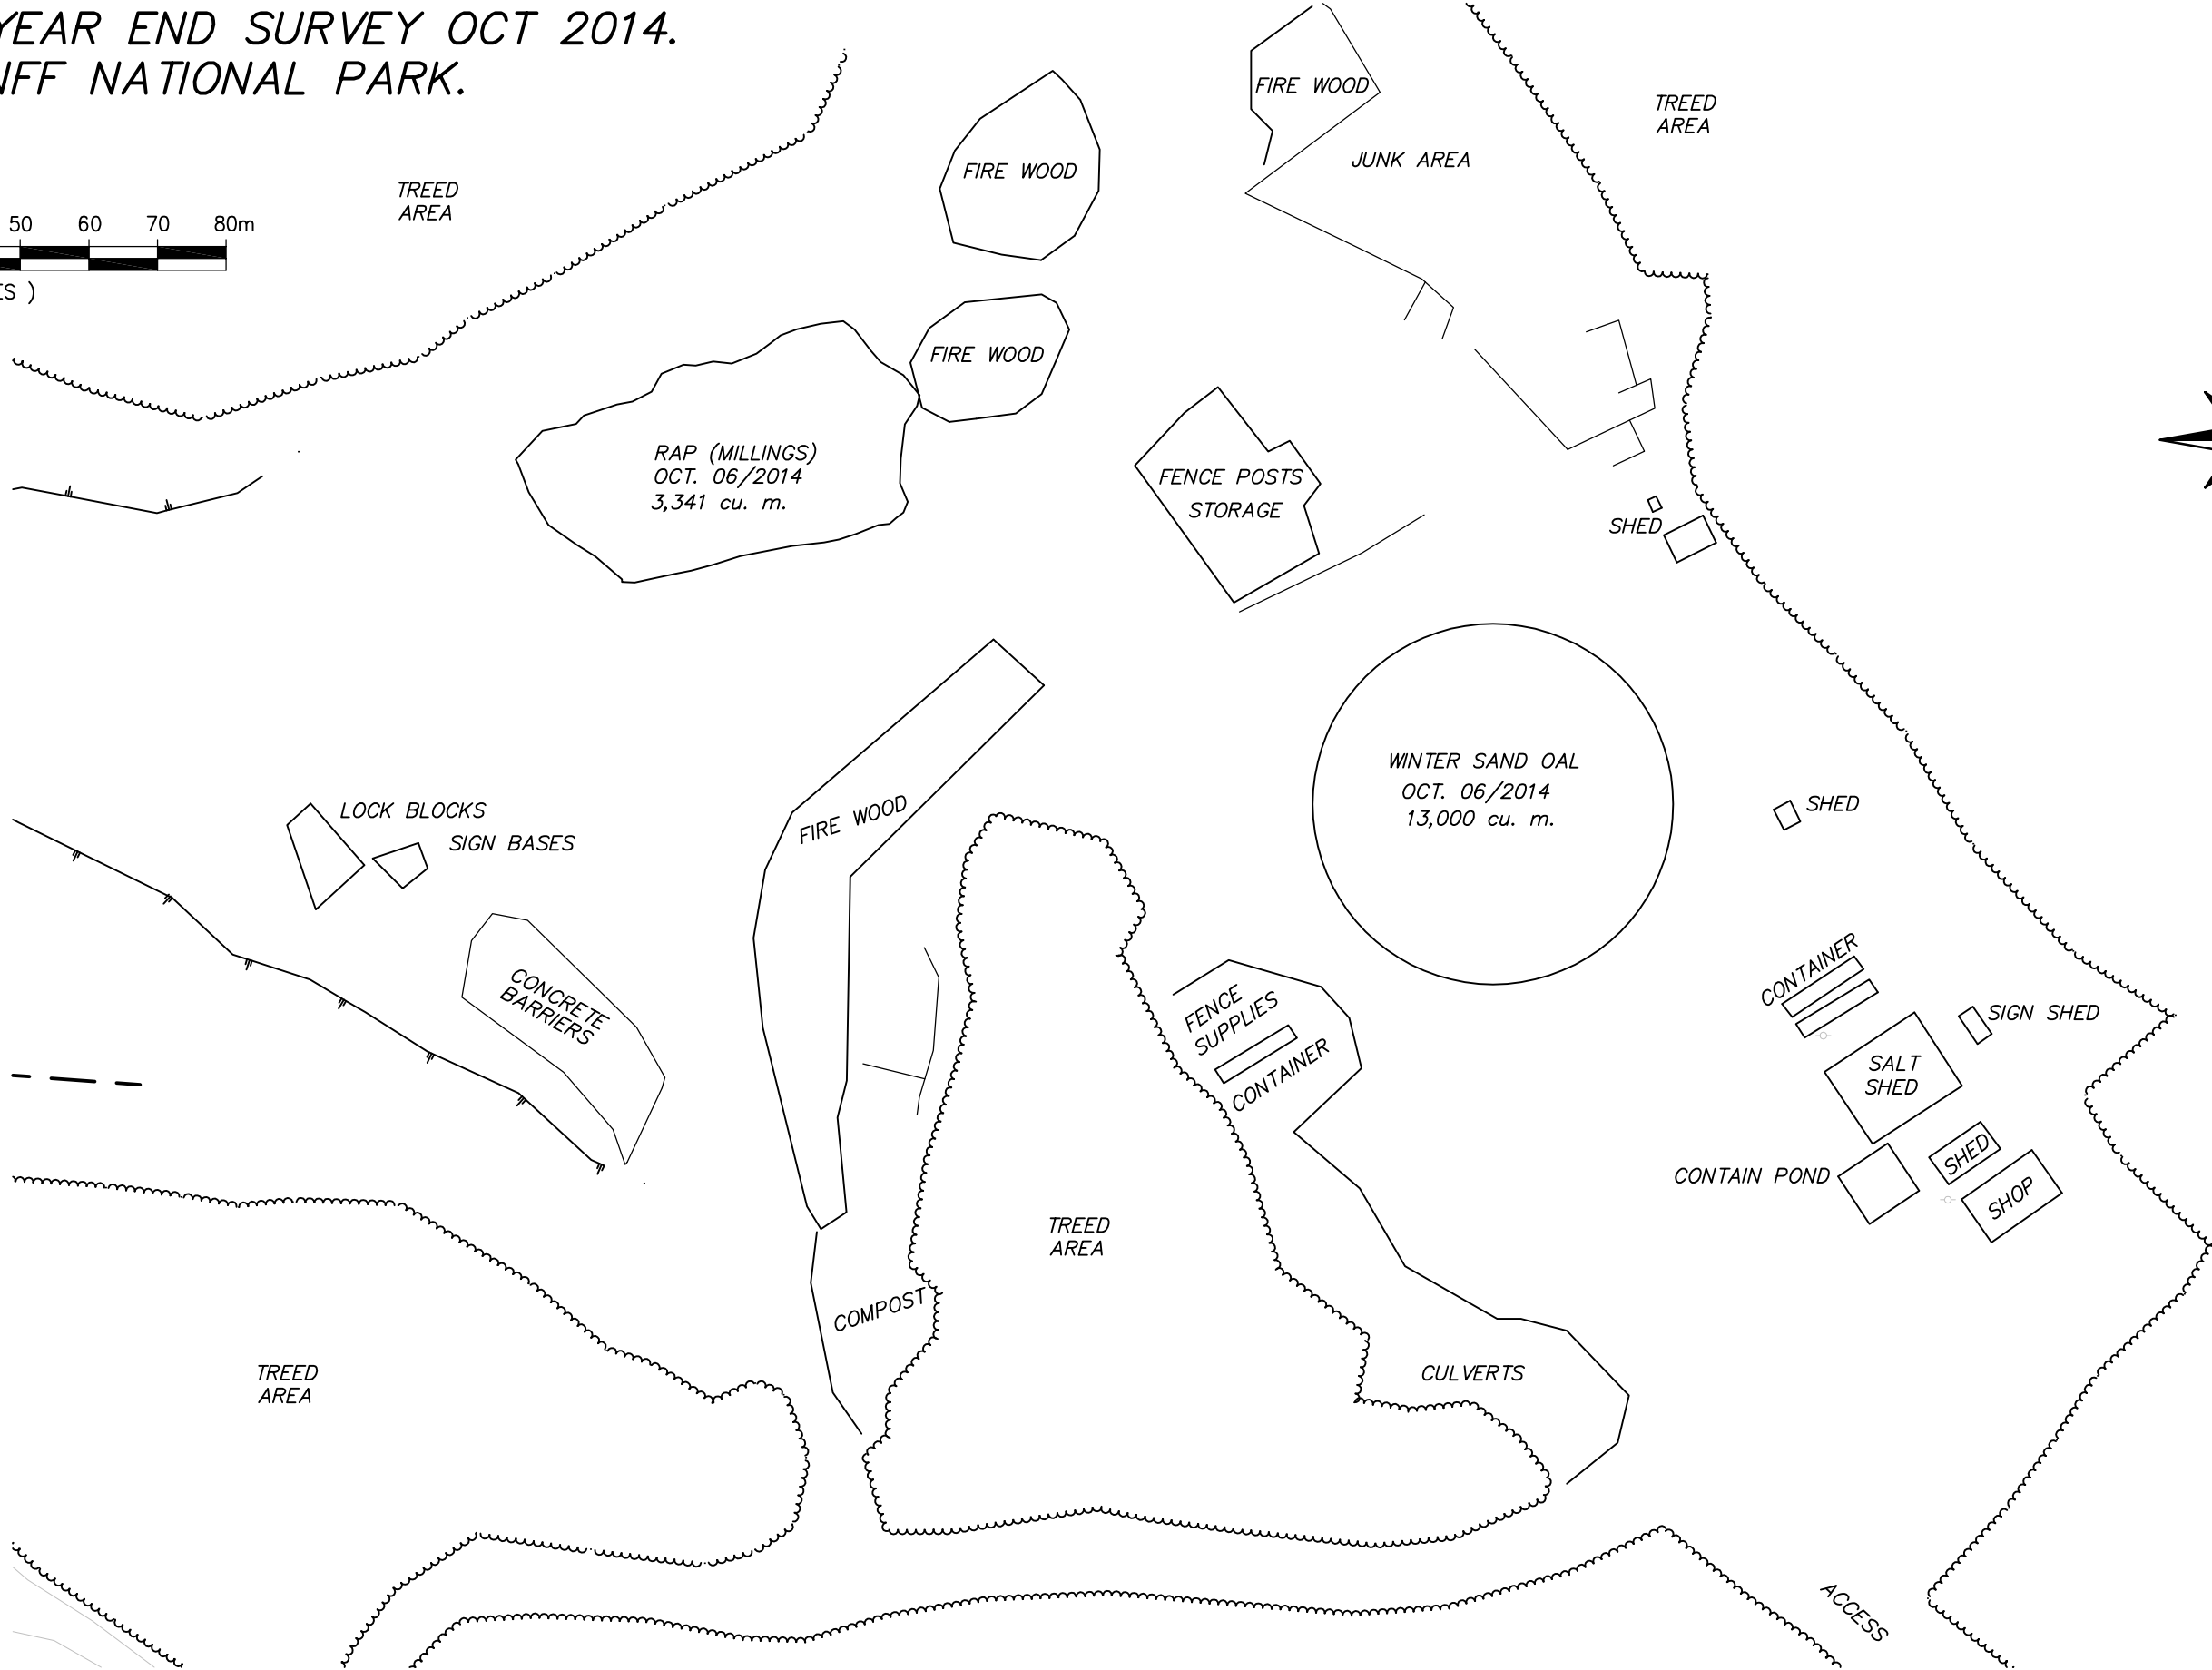 YEAR END SURVEY OCT 2014.
NFF NATIONAL PARK.
FIRE WOOD
TREED
AREA
JUNK AREA
FIRE WOOD
TREED
AREA
50 60 70 80m
ES )
FIRE WOOD
RAP (MILLINGS)
OCT. 06/2014
3,341 cu. m.
FENCE POSTS
STORAGE
SHED
WINTER SAND OAL
OCT. 06/2014
13,000 cu. m.
SHED
LOCK BLOCKS
SIGN BASES
FIRE WOOD
CONCRETE
BARRIERS
FENCE
SUPPLIES
CONTAINER
CONTAINER
SIGN SHED
SALT
SHED
CONTAIN POND
SHED
SHOP
TREED
AREA
COMPOST
CULVERTS
TREED
AREA
ACCESS